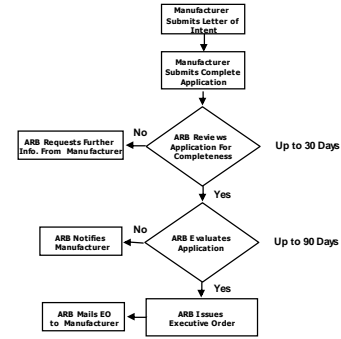 Manufacturer
Submits Letter of
Intent
Manufacturer
Submits Complete
Application
No
ARB Requests Further
Info. From Manufacturer
ARB Reviews
Application For
Completeness
Up to 30 Days
Yes
No
ARB Notifies
Manufacturer
ARB Evaluates
Application
Up to 90 Days
Yes
ARB Mails EO
to Manufacturer
ARB Issues
Executive Order